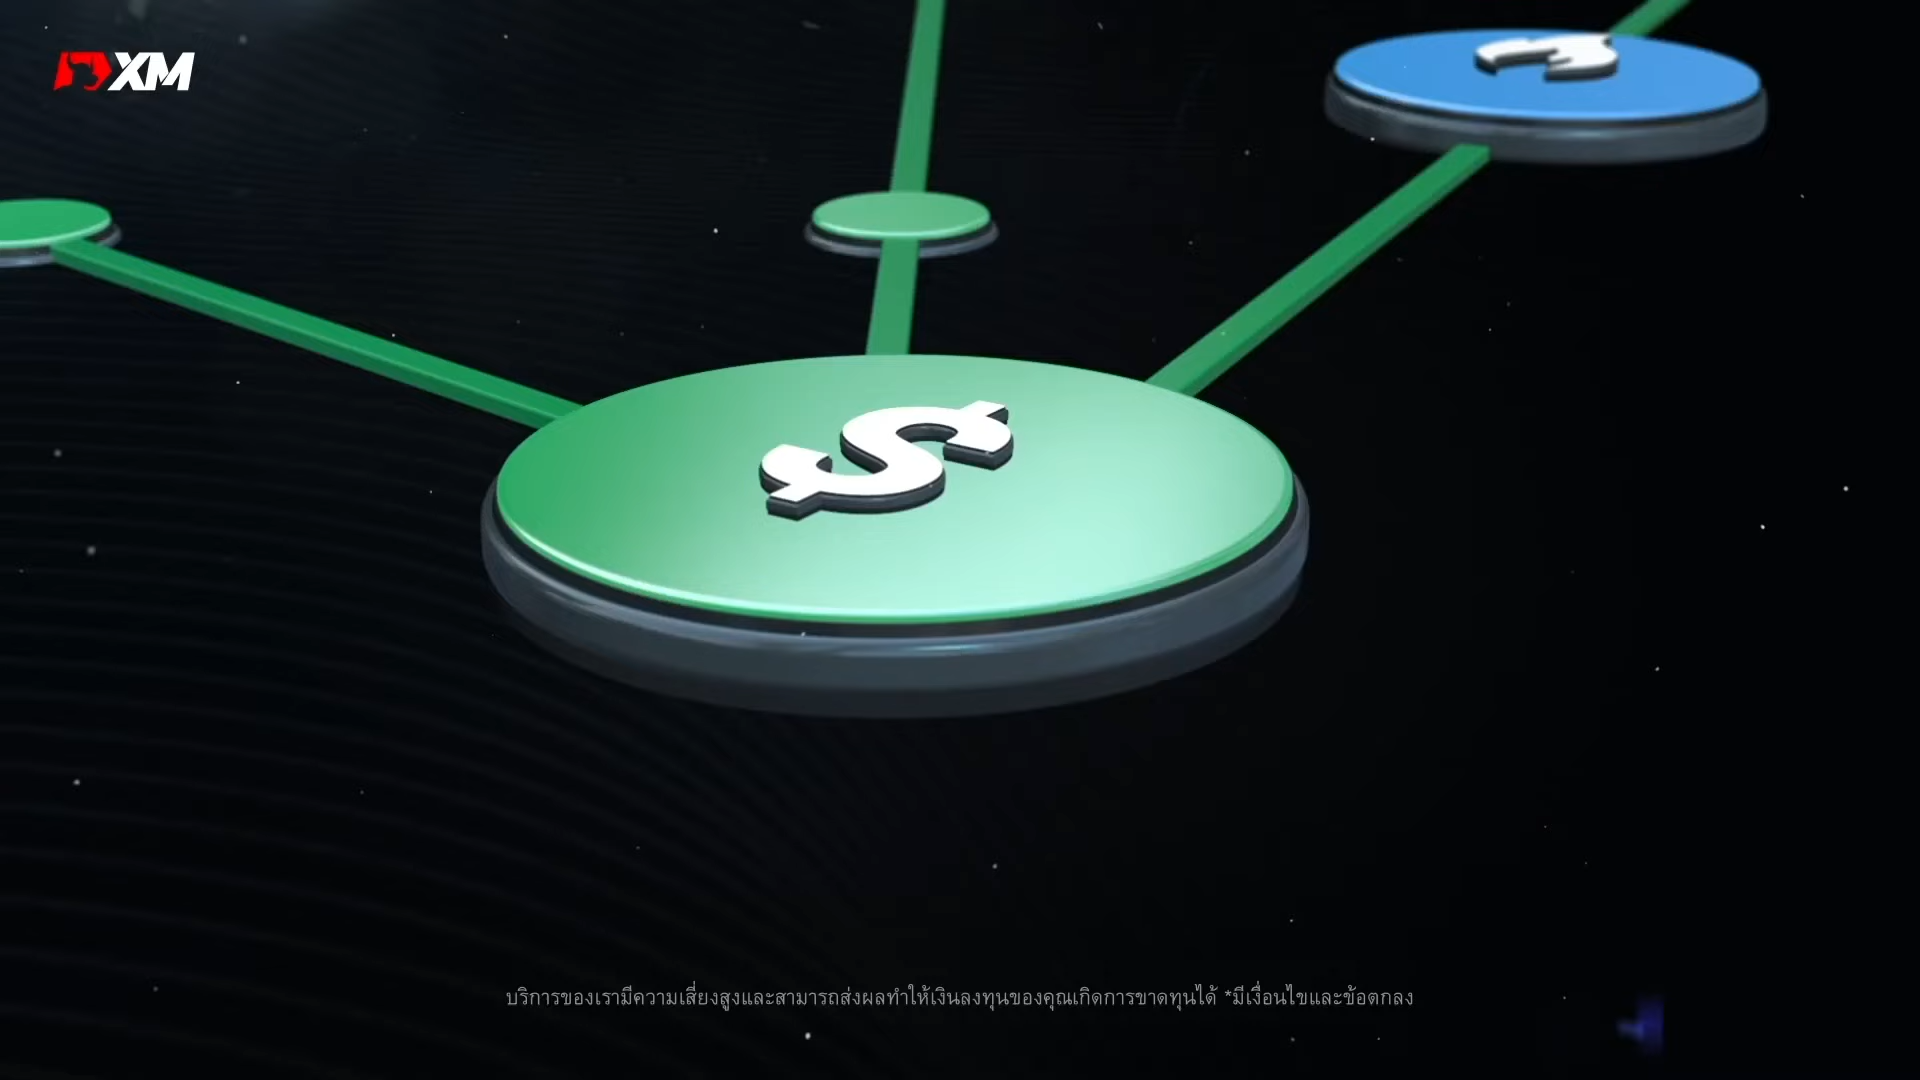 XM
$
บริการของเรามีความเสี่ยงสูงและสามารถส่งผลทำให้เงินลงทุนของคุณเกิดการขาดทุนได้ *มีเงื่อนไขและข้อตกลง